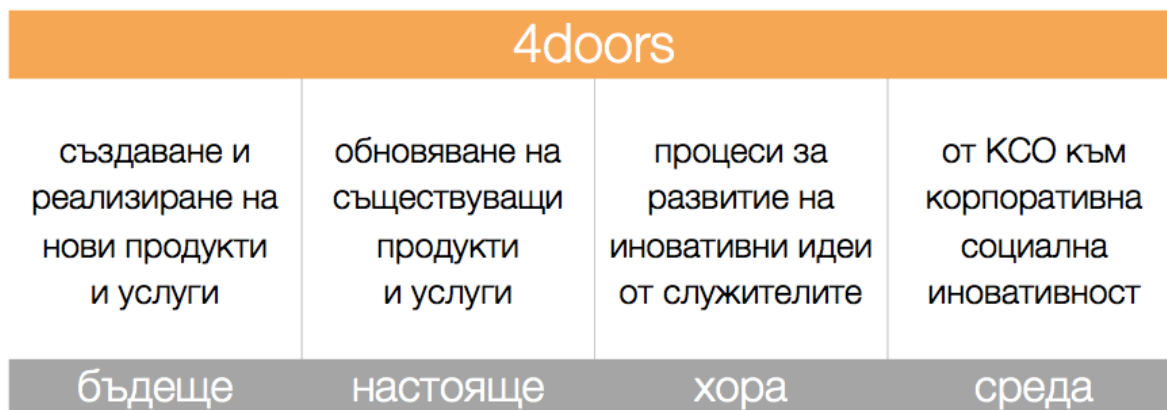 4doors
създаване и
реализиране на
нови продукти
и услуги
обновяване на
съществуващи
продукти
и услуги
процеси за
развитие на
иновативни идеи
от служителите
от КСО към
корпоративна
социална
иновативност
бъдеще
настояще
хора
среда